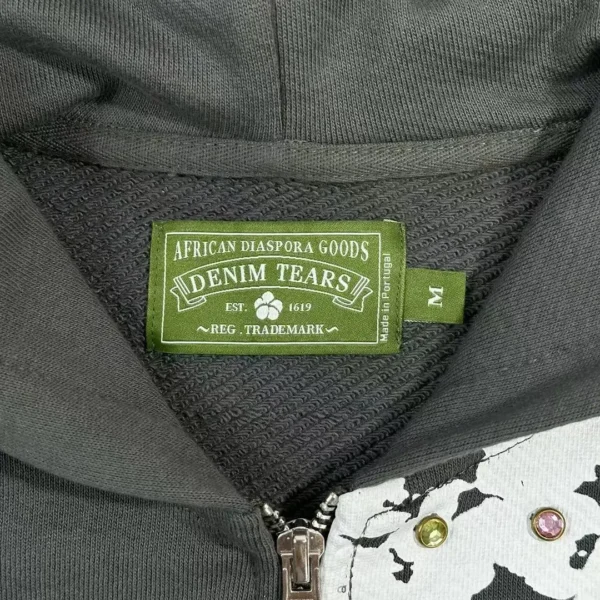 AFRICAN DIASPORA GOODS
DENIM TEARS
EST. 1619
~REG . TRADEMARK~
Made in Portugal
M